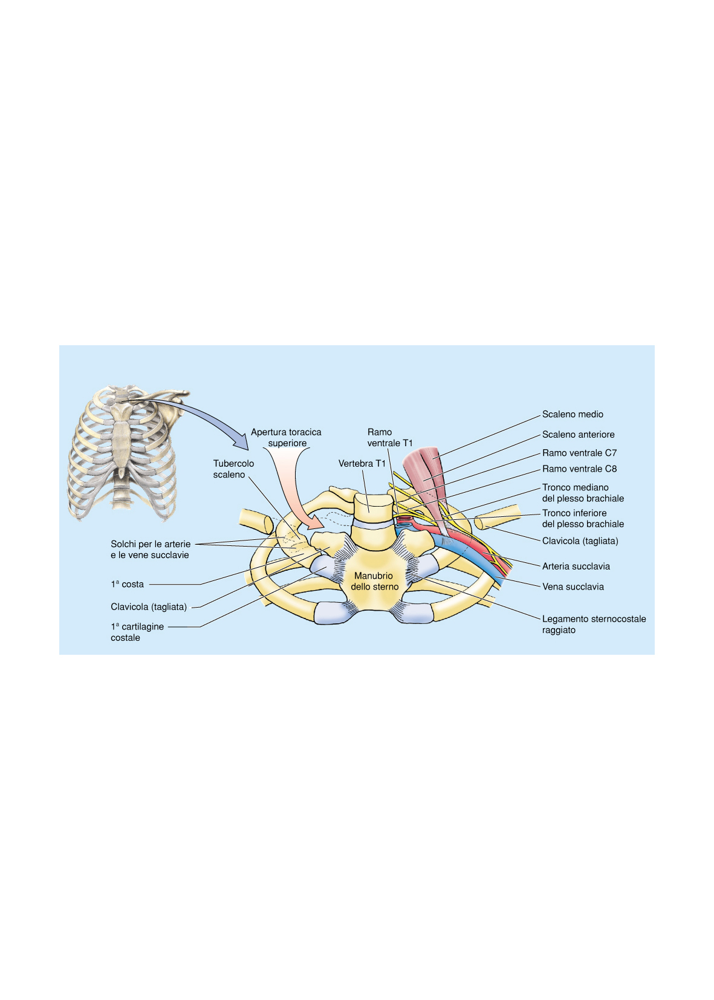 Apertura toracica
superiore
Tubercolo
scaleno
Ramo
ventrale T1
Vertebra T1
Scaleno medio
Scaleno anteriore
Ramo ventrale C7
Ramo ventrale C8
Tronco mediano
del plesso brachiale
Tronco inferiore
del plesso brachiale
Clavicola (tagliata)
Arteria succlavia
Vena succlavia
Legamento sternocostale
raggiato
Solchi per le arterie
e le vene succlavie
1ª costa
Clavicola (tagliata)
1ª cartilagine
costale
Manubrio
dello sterno